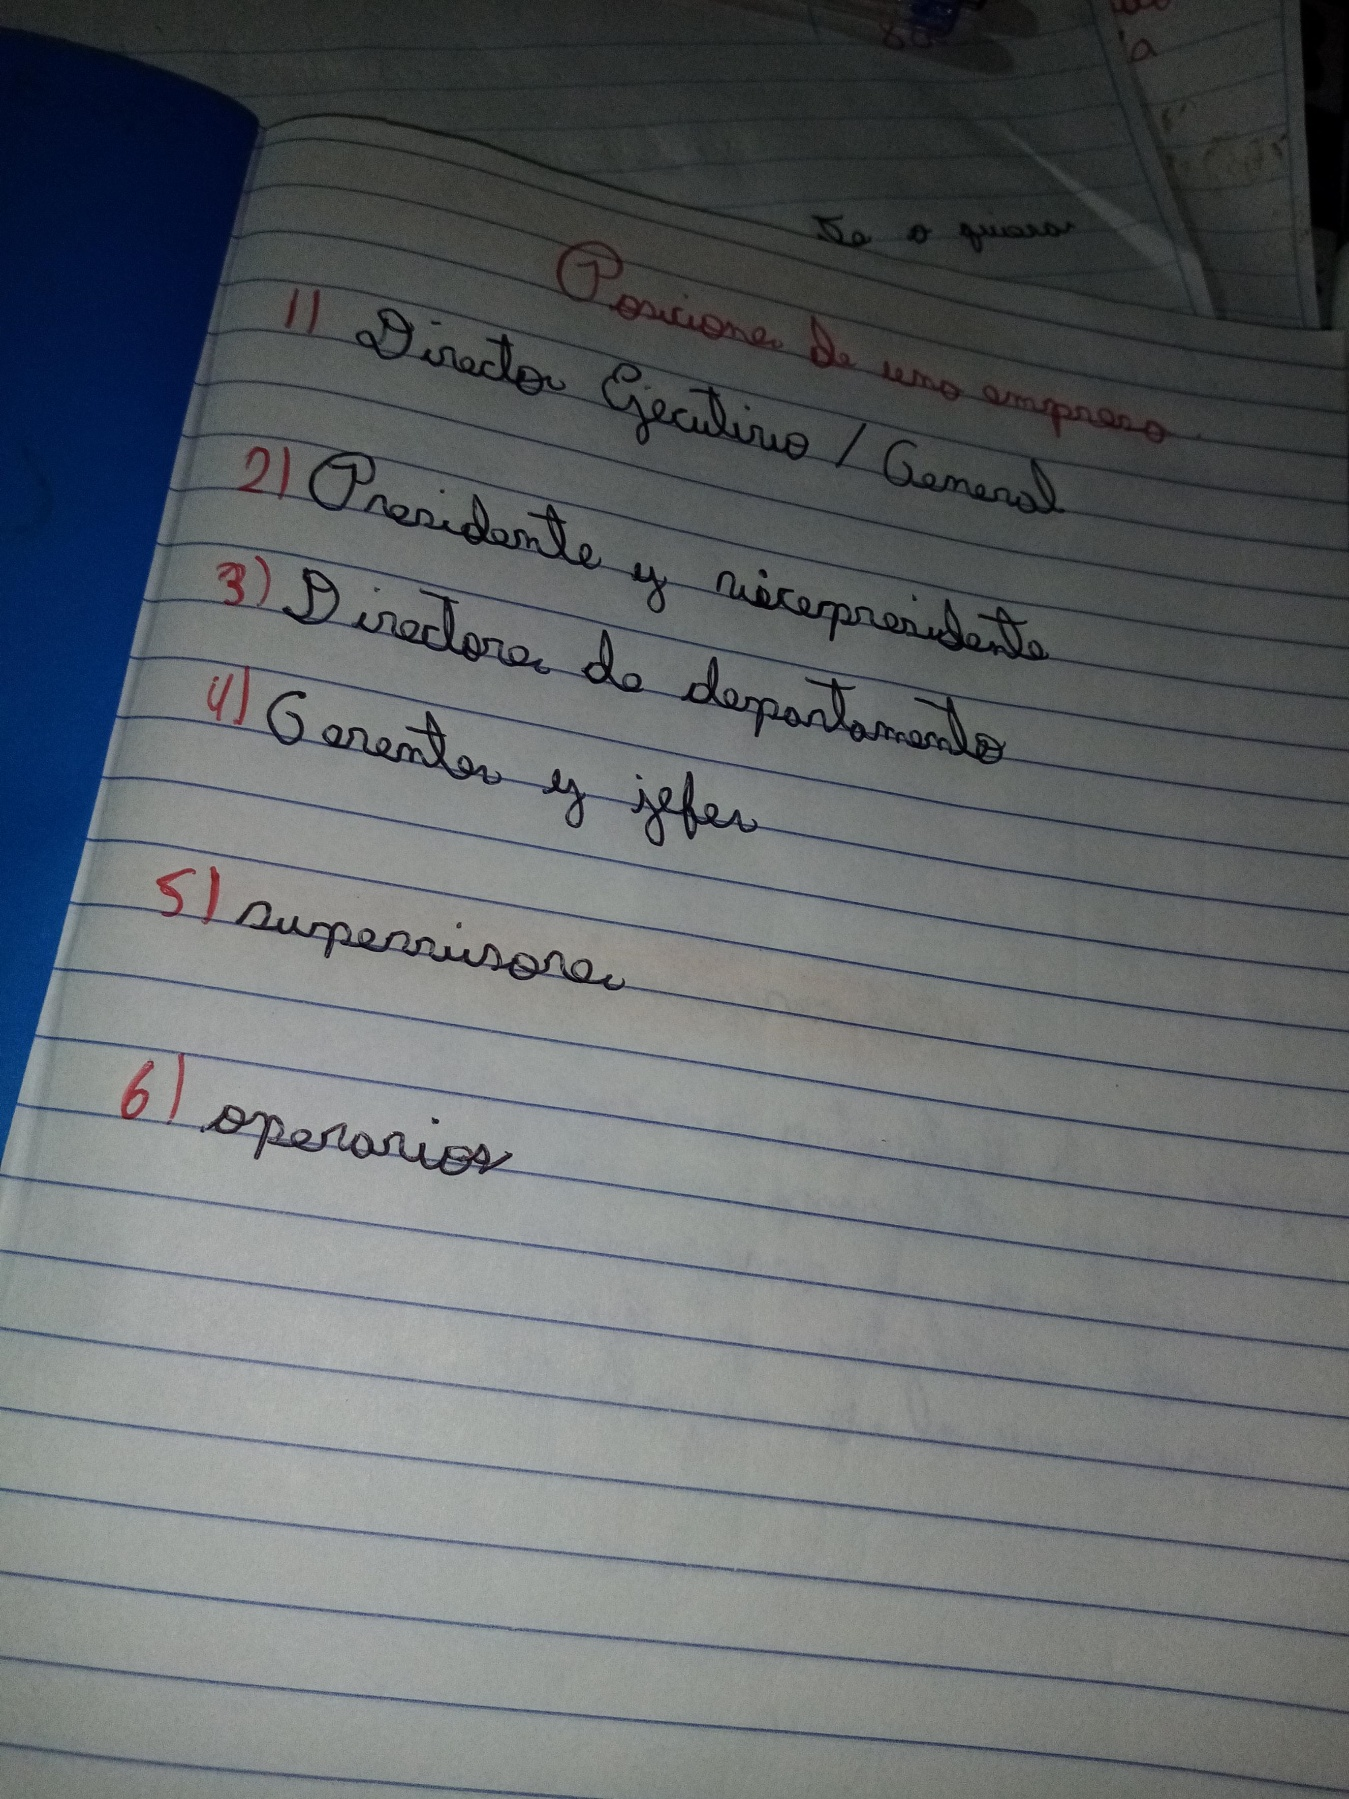 Posiciones de una empresa
1) Director Ejecutivo / General
2) Presidente y vicepresidente
3) Directores de departamento
4) Gerentes y jefes
5) supervisores
6) operarios